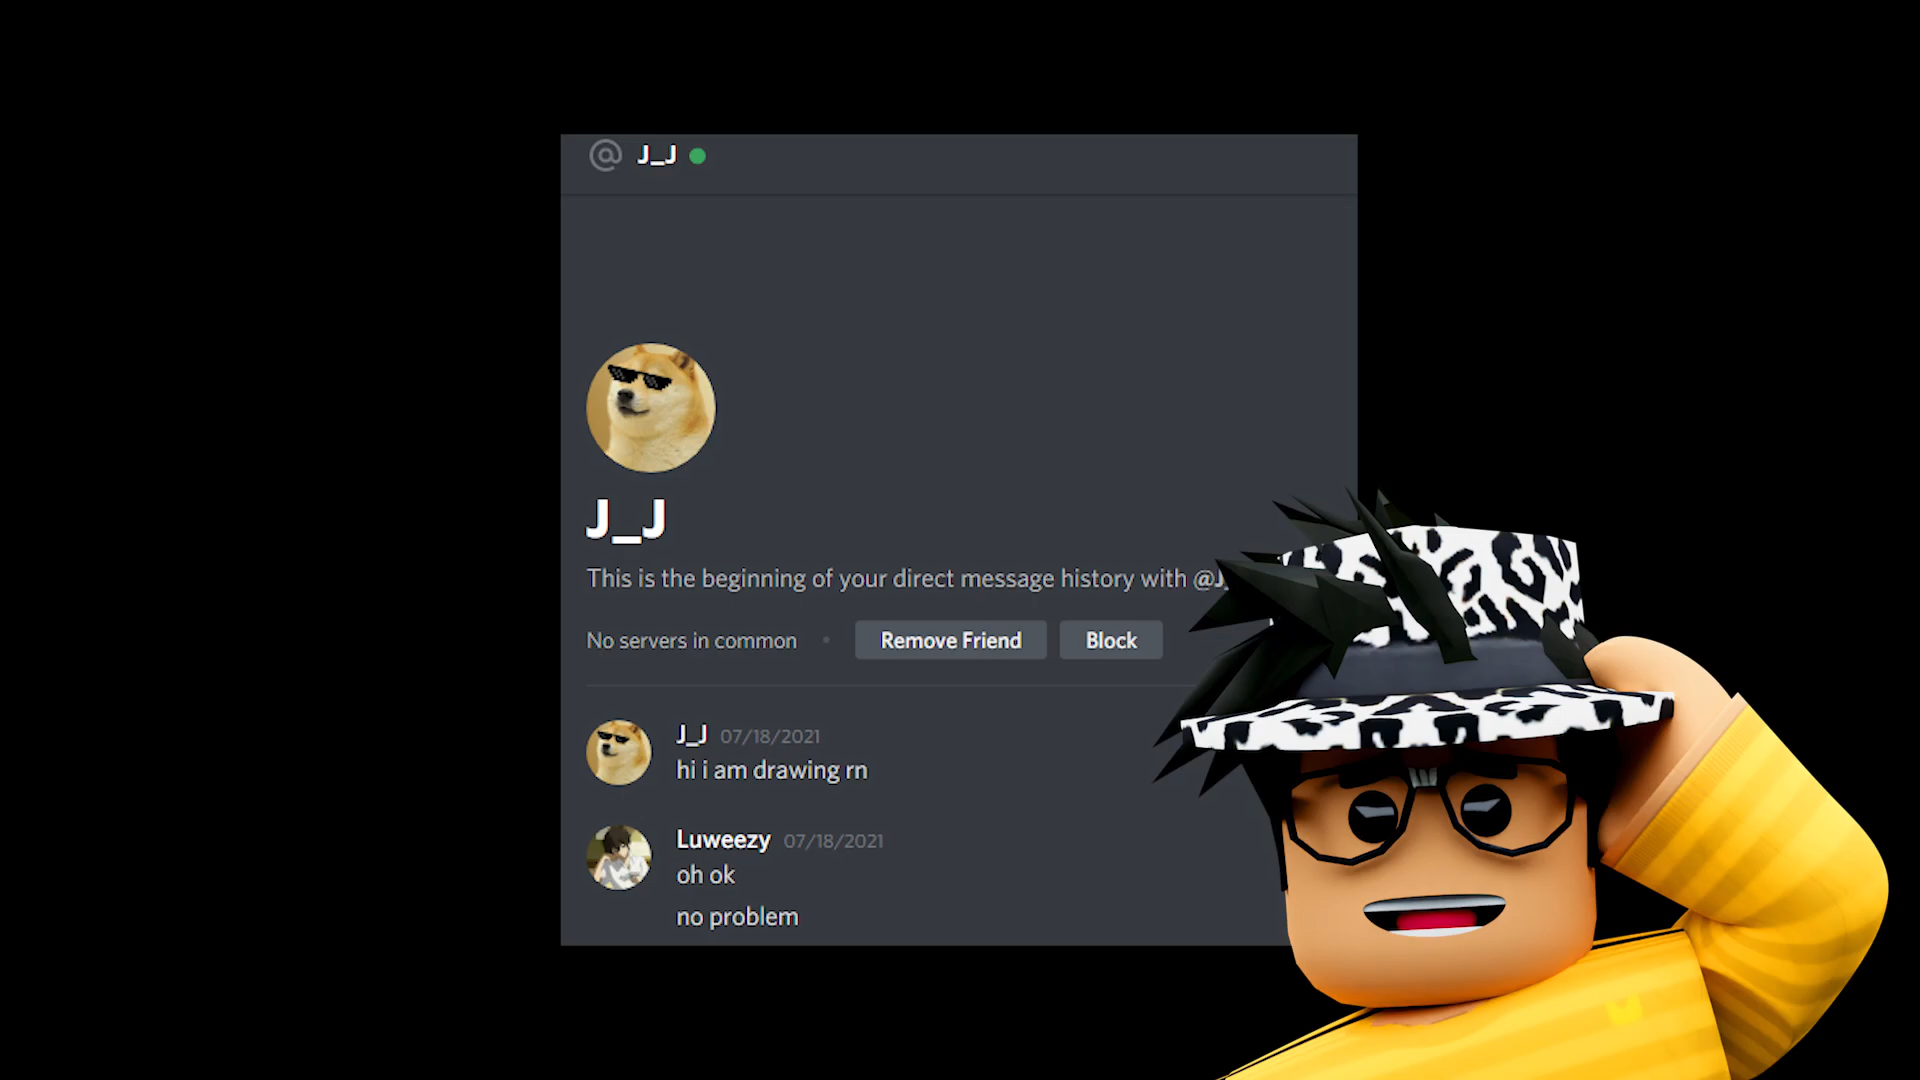 @ J_J
J_J
This is the beginning of your direct message history with @J_
No servers in common • Remove Friend Block
J_J 07/18/2021
hi i am drawing rn
Luweezy 07/18/2021
oh ok
no problem